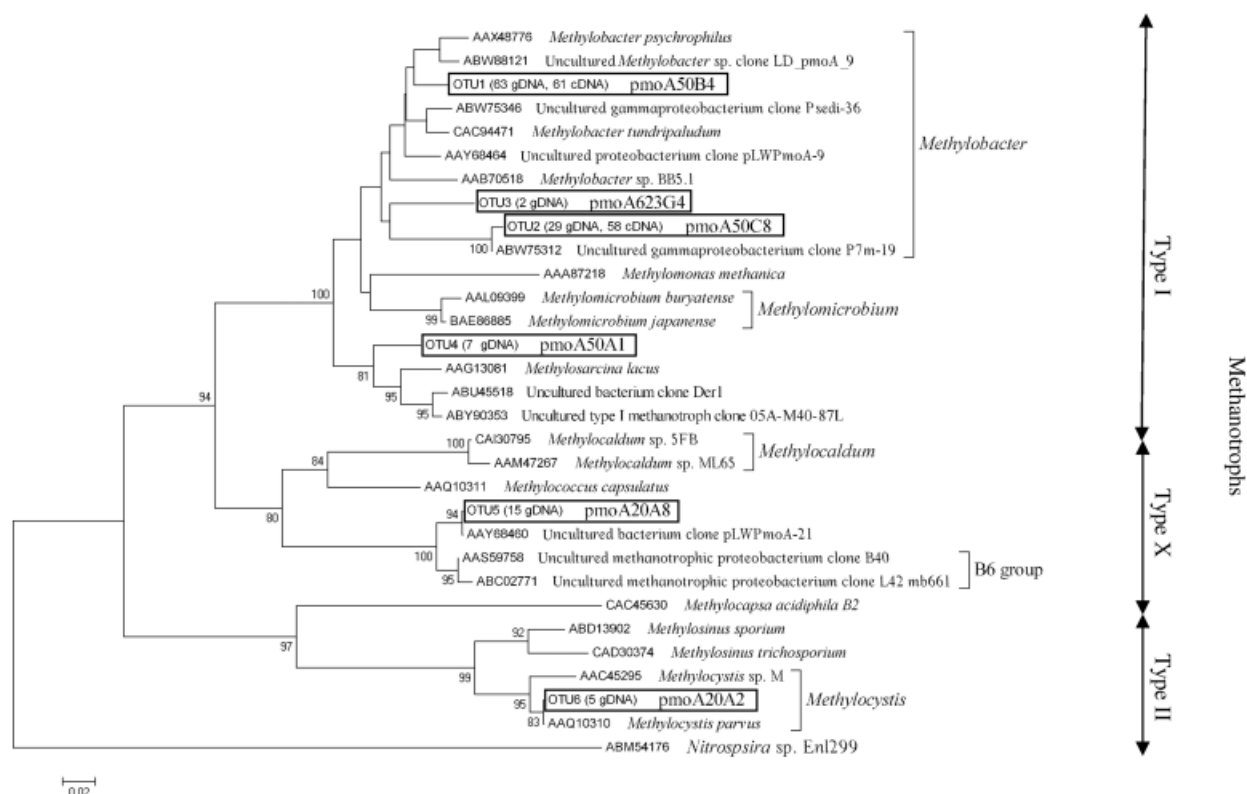 AAX48776 Methylobacter psychrophilus
ABW88121 Uncultured Methylobacter sp. clone LD_pmoA_9
OTU1 (63 gDNA, 61 cDNA) pmoA50B4
ABW75346 Uncultured gammaproteobacterium clone Psedi-36
CAC94471 Methylobacter tundripaludum
AAY68464 Uncultured proteobacterium clone pLWPmoA-9
AAB70518 Methylobacter sp. BB5.1
OTU3 (2 gDNA) pmoA623G4
OTU2 (29 gDNA, 58 cDNA) pmoA50C8
100 ABW75312 Uncultured gammaproteobacterium clone P7m-19
Methylobacter
AAA87218 Methylomonas methanica
100
AAL09399 Methylomicrobium buryatense
99 BAE86885 Methylomicrobium japanense
Methylomicrobium
OTU4 (7 gDNA) pmoA50A1
81
AAG13081 Methylosarcina lacus
95
ABU45518 Uncultured bacterium clone Der1
95 ABY90353 Uncultured type I methanotroph clone 05A-M40-87L
94
Type I
100 CAI30795 Methylocaldum sp. 5FB
84 AAM47267 Methylocaldum sp. ML65
Methylocaldum
AAQ10311 Methylococcus capsulatus
80
94 OTU5 (15 gDNA) pmoA20A8
AAY68460 Uncultured bacterium clone pLWPmoA-21
100
AAS59758 Uncultured methanotrophic proteobacterium clone B40
95 ABC02771 Uncultured methanotrophic proteobacterium clone L42 mb661
B6 group
Type X
CAC45630 Methylocapsa acidiphila B2
97
92 ABD13902 Methylosinus sporium
CAD30374 Methylosinus trichosporium
99
AAC45295 Methylocystis sp. M
95 OTU6 (5 gDNA) pmoA20A2
83 AAQ10310 Methylocystis parvus
Methylocystis
Type II
Methanotrophs
ABM54176 Nitrospsira sp. Enl299
0.02